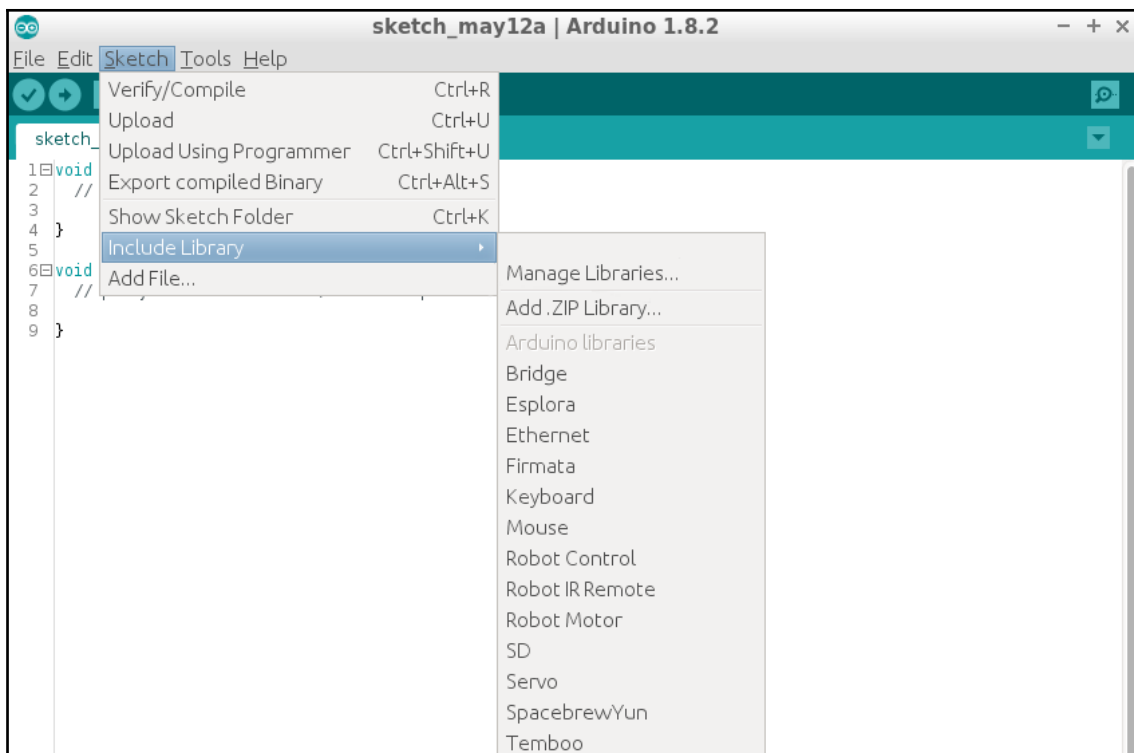 sketch_may12a | Arduino 1.8.2
File Edit Sketch Tools Help
Verify/Compile Ctrl+R
Upload Ctrl+U
sketch_
Upload Using Programmer Ctrl+Shift+U
1 void
Export compiled Binary Ctrl+Alt+S
2 //
3
Show Sketch Folder Ctrl+K
4 }
5
Include Library
6 void
Add File...
7 //
8
9 }
Manage Libraries...
Add .ZIP Library...
Arduino libraries
Bridge
Esplora
Ethernet
Firmata
Keyboard
Mouse
Robot Control
Robot IR Remote
Robot Motor
SD
Servo
SpacebrewYun
Temboo